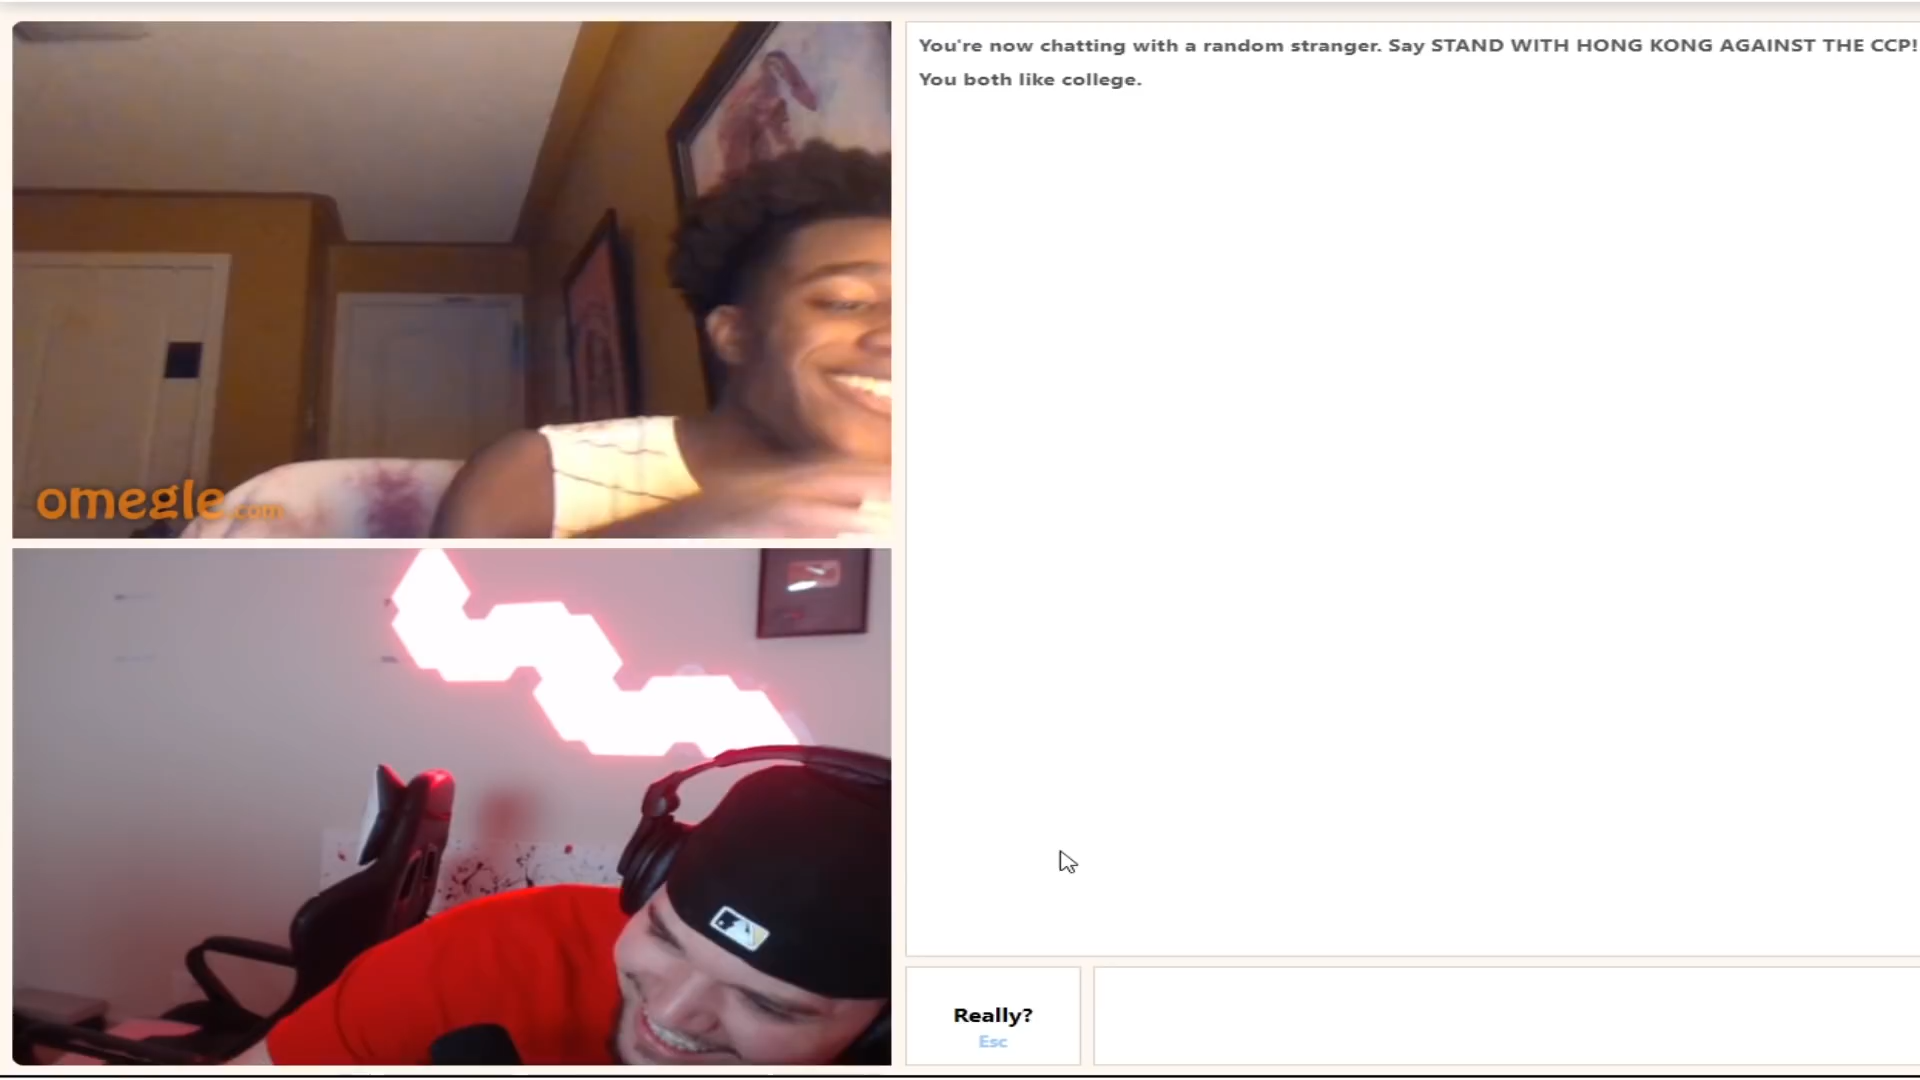 You're now chatting with a random stranger. Say STAND WITH HONG KONG AGAINST THE CCP!
You both like college.
omegle.com
Really?
Esc